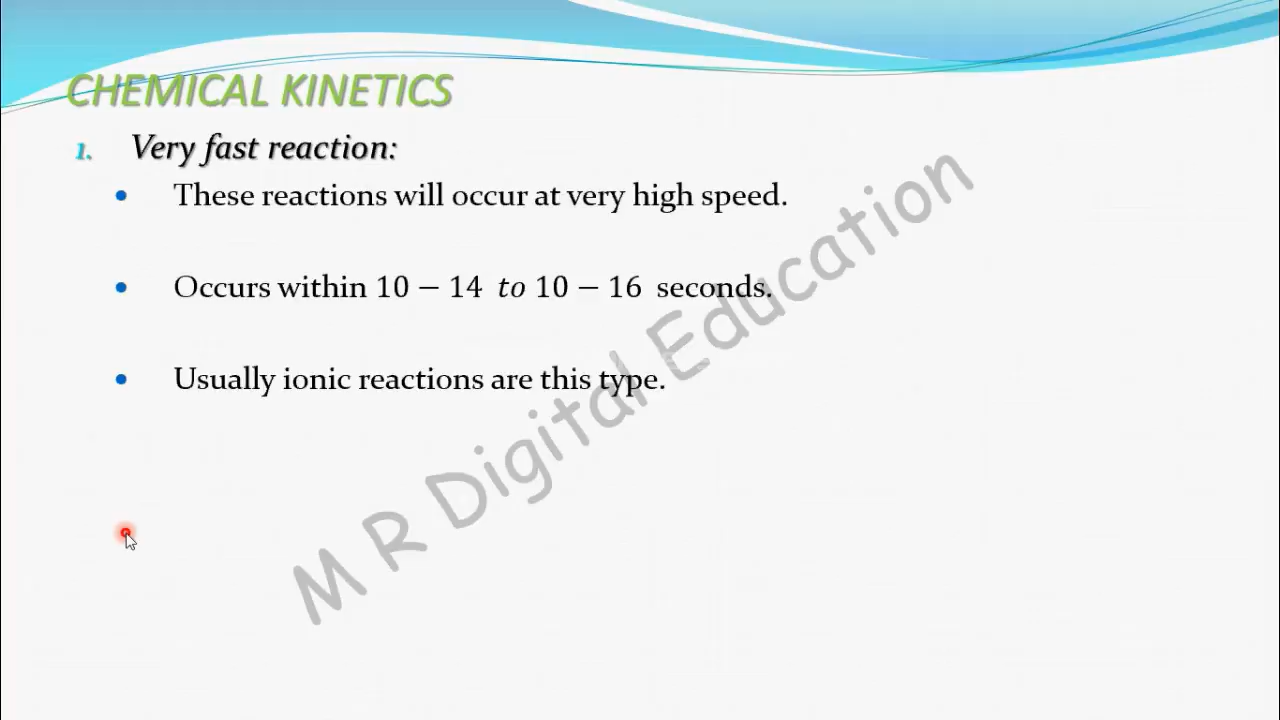 CHEMICAL KINETICS
1. Very fast reaction:
• These reactions will occur at very high speed.
• Occurs within 10 − 14 to 10 − 16 seconds.
• Usually ionic reactions are this type.
M R Digital Education